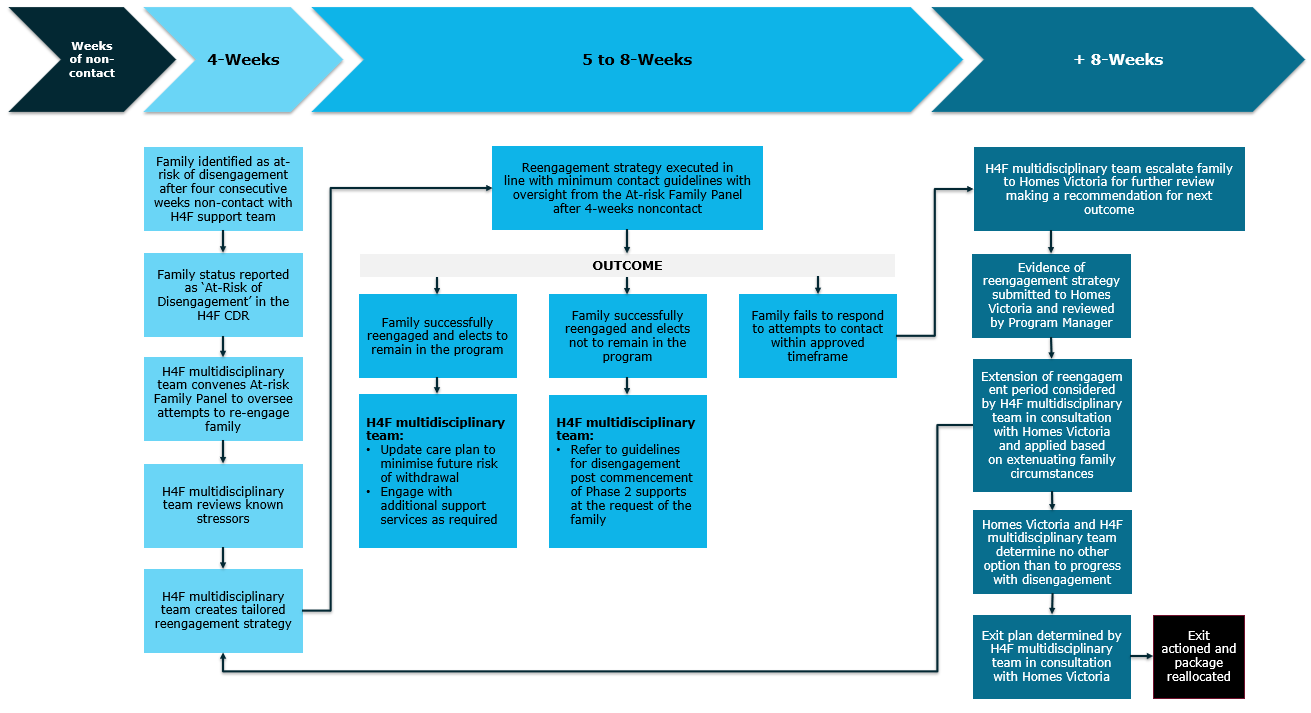 Weeks
of non-
contact
4-Weeks
5 to 8-Weeks
+ 8-Weeks
Family identified as at-
risk of disengagement
after four consecutive
weeks non-contact with
H4F support team
Family status reported
as ‘At-Risk of
Disengagement’ in the
H4F CDR
H4F multidisciplinary
team convenes At-risk
Family Panel to oversee
attempts to re-engage
family
H4F multidisciplinary
team reviews known
stressors
H4F multidisciplinary
team creates tailored
reengagement strategy
Reengagement strategy executed in
line with minimum contact guidelines with
oversight from the At-risk Family Panel
after 4-weeks noncontact
OUTCOME
Family successfully
reengaged and elects to
remain in the program
H4F multidisciplinary
team:
• Update care plan to
minimise future risk of
withdrawal
• Engage with
additional support
services as required
Family successfully
reengaged and elects
not to remain in the
program
H4F multidisciplinary
team:
• Refer to guidelines
for disengagement
post commencement
of Phase 2 supports
at the request of the
family
Family fails to respond
to attempts to contact
within approved
timeframe
H4F multidisciplinary team escalate family
to Homes Victoria for further review
making a recommendation for next
outcome
Evidence of
reengagement strategy
submitted to Homes
Victoria and reviewed
by Program Manager
Extension of reengagem
ent period considered
by H4F multidisciplinary
team in consultation
with Homes Victoria
and applied based
on extenuating family
circumstances
Homes Victoria and H4F
multidisciplinary team
determine no other
option than to progress
with disengagement
Exit plan determined by
H4F multidisciplinary
team in consultation
with Homes Victoria
Exit
actioned and
package
reallocated